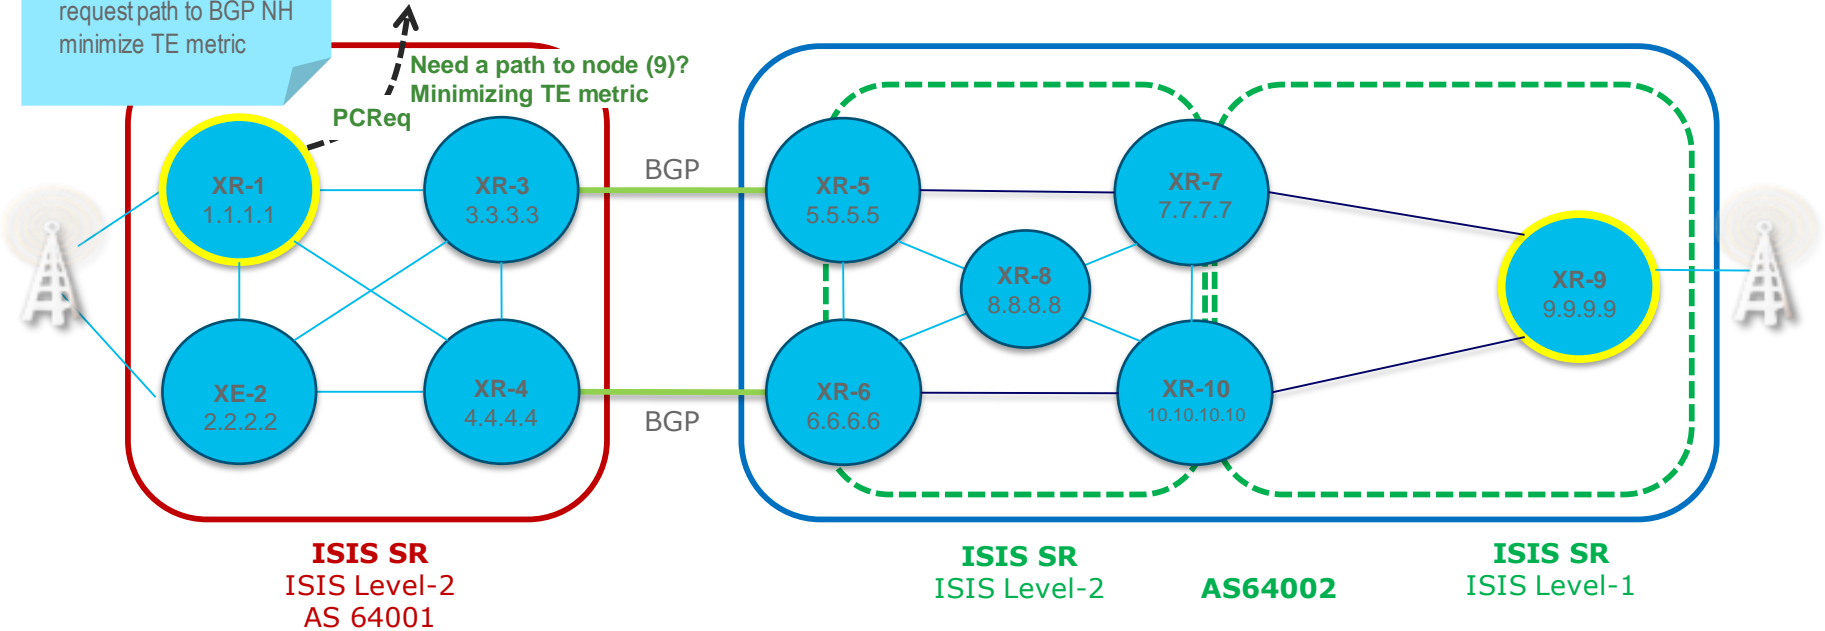 request path to BGP NH
minimize TE metric
Need a path to node (9)?
Minimizing TE metric
PCReq
XR-1
1.1.1.1
XR-3
3.3.3.3
BGP
XR-5
5.5.5.5
XR-7
7.7.7.7
XR-8
8.8.8.8
XR-9
9.9.9.9
XE-2
2.2.2.2
XR-4
4.4.4.4
BGP
XR-6
6.6.6.6
XR-10
10.10.10.10
ISIS SR
ISIS Level-2
AS 64001
ISIS SR
ISIS Level-2
AS64002
ISIS SR
ISIS Level-1